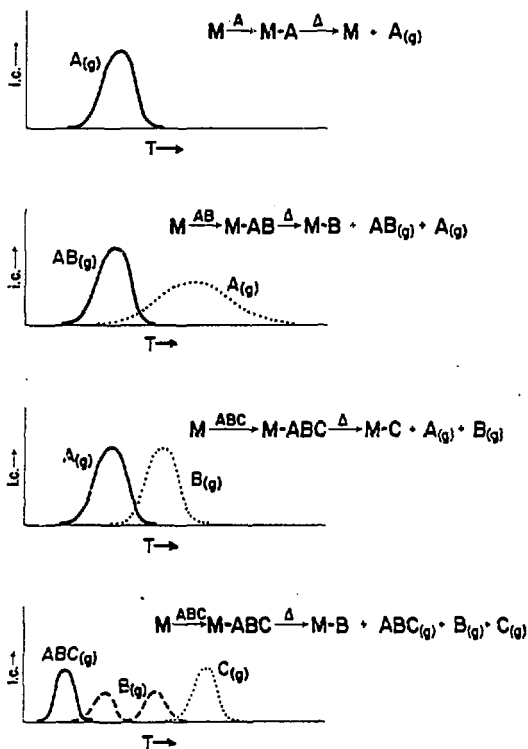 M —A→ M-A —Δ→ M + A(g)
A(g)
i.c.→
T→
M —AB→ M-AB —Δ→ M-B + AB(g) + A(g)
AB(g)
A(g)
i.c.→
T→
M —ABC→ M-ABC —Δ→ M-C + A(g) + B(g)
A(g)
B(g)
i.c.→
T→
M —ABC→ M-ABC —Δ→ M-B + ABC(g) + B(g) + C(g)
ABC(g)
B(g)
C(g)
i.c.→
T→